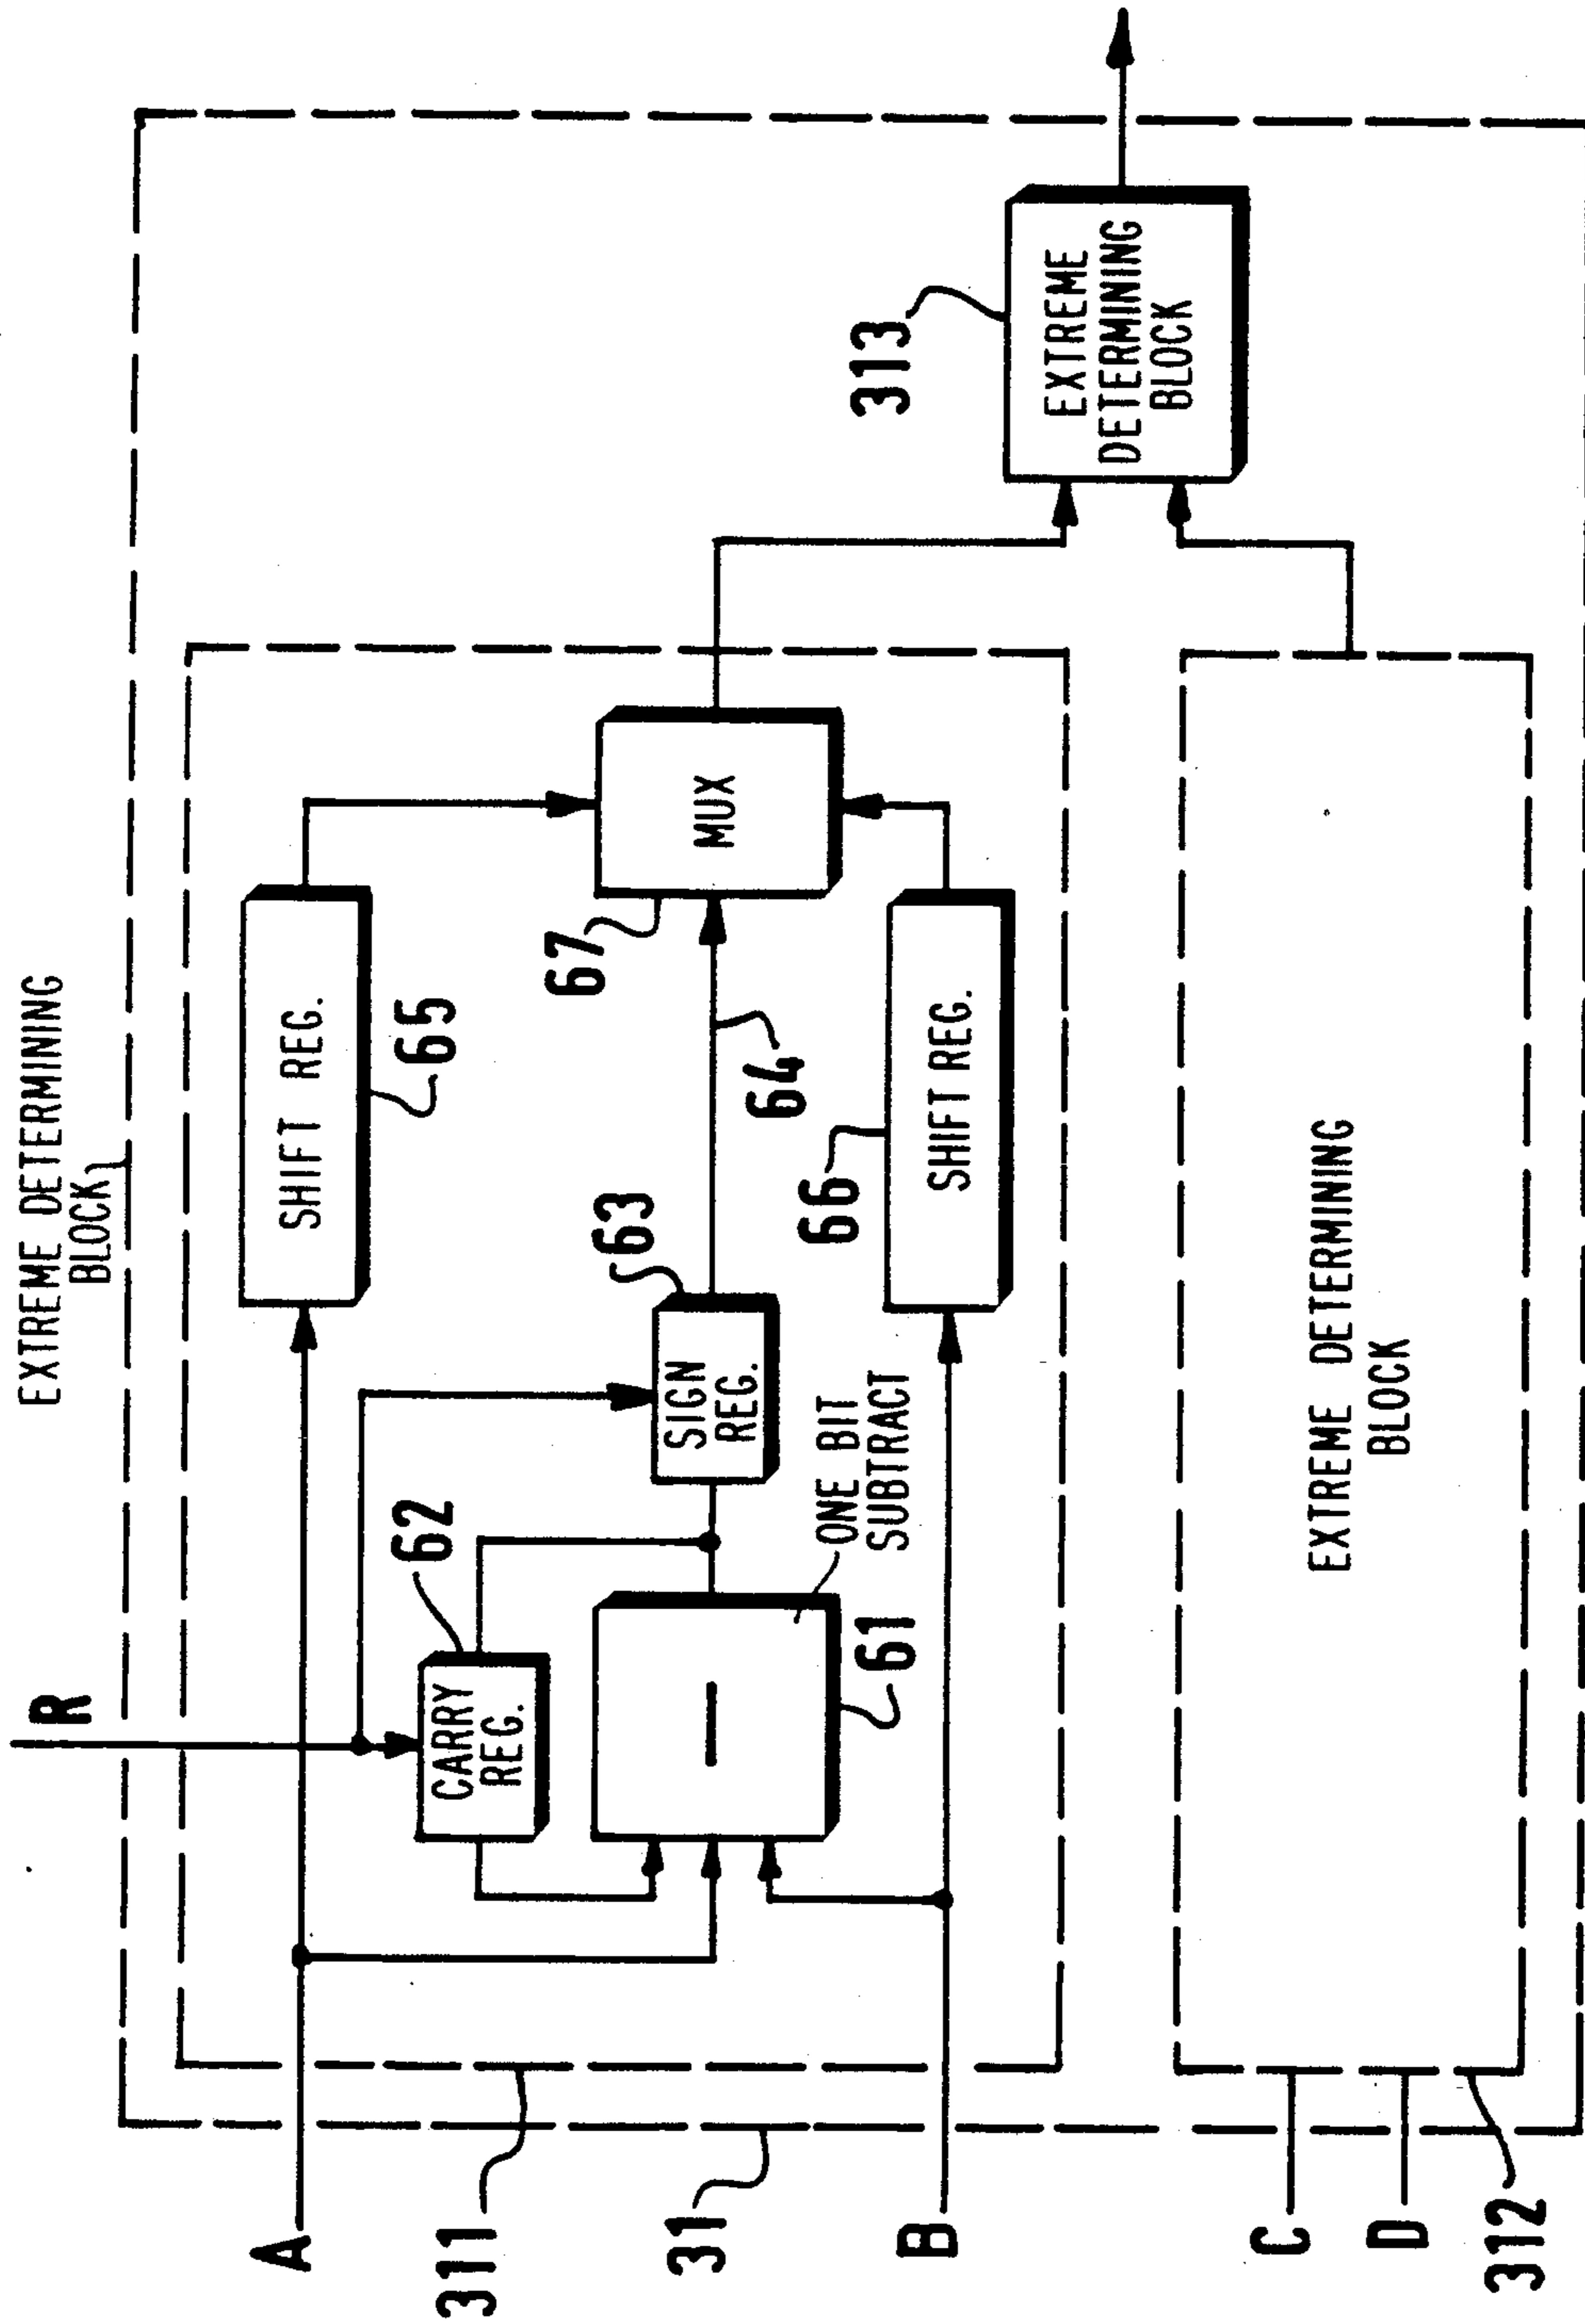 EXTREME DETERMINING
BLOCK
R
A
SHIFT REG.
65
62
CARRY
REG.
63
SIGN
REG.
67
MUX
64
61
ONE BIT
SUBTRACT
66
SHIFT REG.
311
31
B
313
EXTREME
DETERMINING
BLOCK
C
D
312
EXTREME DETERMINING
BLOCK